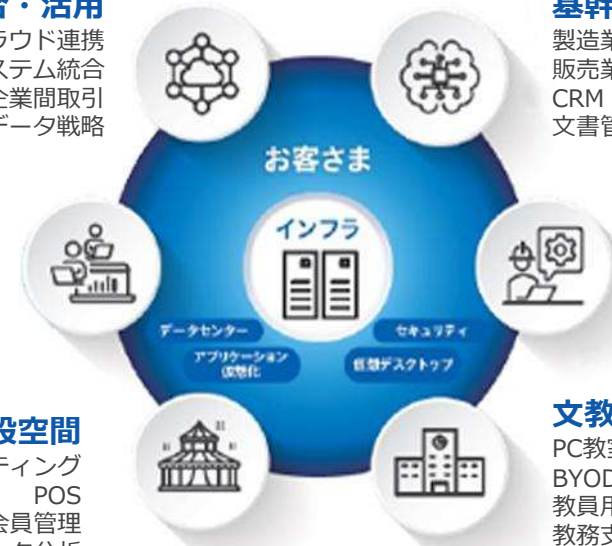 ・活用
ラウド連携
ステム統合
企業間取引
データ戦略
基幹
製造業
販売業
CRM
文書管
お客さま
インフラ
データセンター
セキュリティ
アプリケーション
仮想化
仮想デスクトップ
設空間
ティング
POS
会員管理
文教
PC教室
BYOD
教員用
教務支